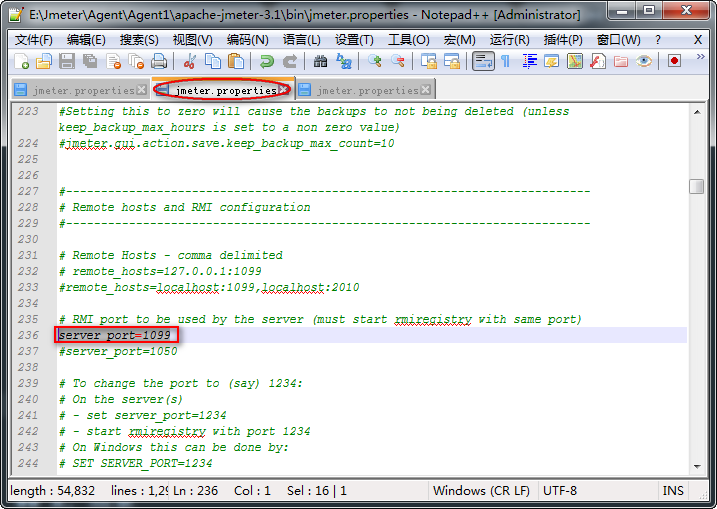 E:\Jmeter\Agent\Agent1\apache-jmeter-3.1\bin\jmeter.properties - Notepad++ [Administrator]
文件(F) 编辑(E) 搜索(S) 视图(V) 编码(N) 语言(L) 设置(T) 工具(O) 宏(M) 运行(R) 插件(P) 窗口(W) ? X
jmeter.properties jmeter.properties jmeter.properties
223 #Setting this to zero will cause the backups to not being deleted (unless
keep_backup_max_hours is set to a non zero value)
224 #jmeter.gui.action.save.keep_backup_max_count=10
225
226
227 #---------------------------------------------------------------------------
228 # Remote hosts and RMI configuration
229 #---------------------------------------------------------------------------
230
231 # Remote Hosts - comma delimited
232 # remote_hosts=127.0.0.1:1099
233 #remote_hosts=localhost:1099,localhost:2010
234
235 # RMI port to be used by the server (must start rmiregistry with same port)
236 server_port=1099
237 #server_port=1050
238
239 # To change the port to (say) 1234:
240 # On the server(s)
241 # - set server_port=1234
242 # - start rmiregistry with port 1234
243 # On Windows this can be done by:
244 # SET SERVER_PORT=1234
length : 54,832 lines : 1,29 Ln : 236 Col : 1 Sel : 16 | 1 Windows (CR LF) UTF-8 INS